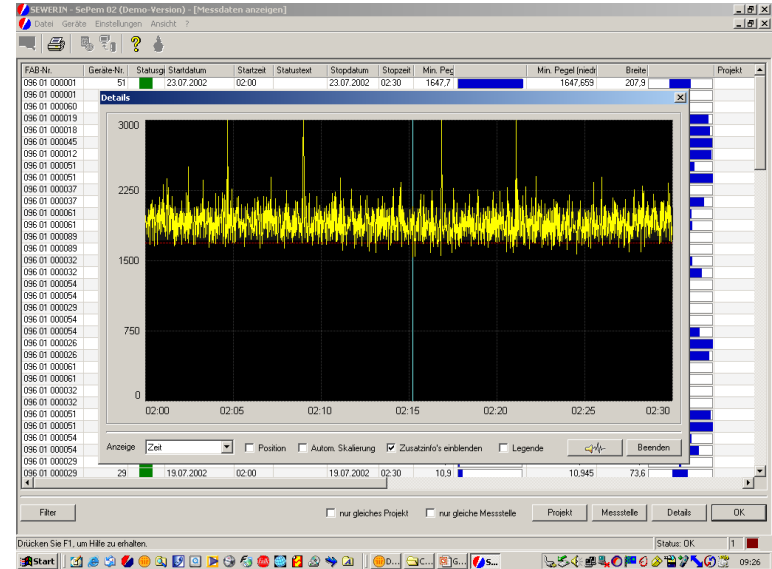 SEWERIN - SePem 02 (Demo-Version) - [Messdaten anzeigen]
Datei Geräte Einstellungen Ansicht ?
FAB-Nr. Geräte-Nr. Statusgi Startdatum Startzeit Statustext Stopdatum Stopzeit Min. Peg Min. Pegel (niedr Breite Projekt
096 01 000001 51 23.07.2002 02:00 23.07.2002 02:30 1647,7 1647,659 207,9
096 01 000001
096 01 000060
096 01 000019
096 01 000018
096 01 000045
096 01 000012
096 01 000051
096 01 000051
096 01 000037
096 01 000037
096 01 000061
096 01 000061
096 01 000089
096 01 000089
096 01 000032
096 01 000032
096 01 000054
096 01 000054
096 01 000029
096 01 000054
096 01 000054
096 01 000026
096 01 000026
096 01 000061
096 01 000061
096 01 000032
096 01 000032
096 01 000051
096 01 000051
096 01 000054
096 01 000054
096 01 000029
096 01 000029 29 19.07.2002 02:00 19.07.2002 02:30 10,9 10,945 73,6
Details
3000
2250
1500
750
0
02:00 02:05 02:10 02:15 02:20 02:25 02:30
Anzeige Zeit Position Autom. Skalierung Zusatzinfo's einblenden Legende Beenden
Filter nur gleiches Projekt nur gleiche Messstelle Projekt Messstelle Details OK
Drücken Sie F1, um Hilfe zu erhalten. Status: OK 1
Start D... C... G... S... 09:26